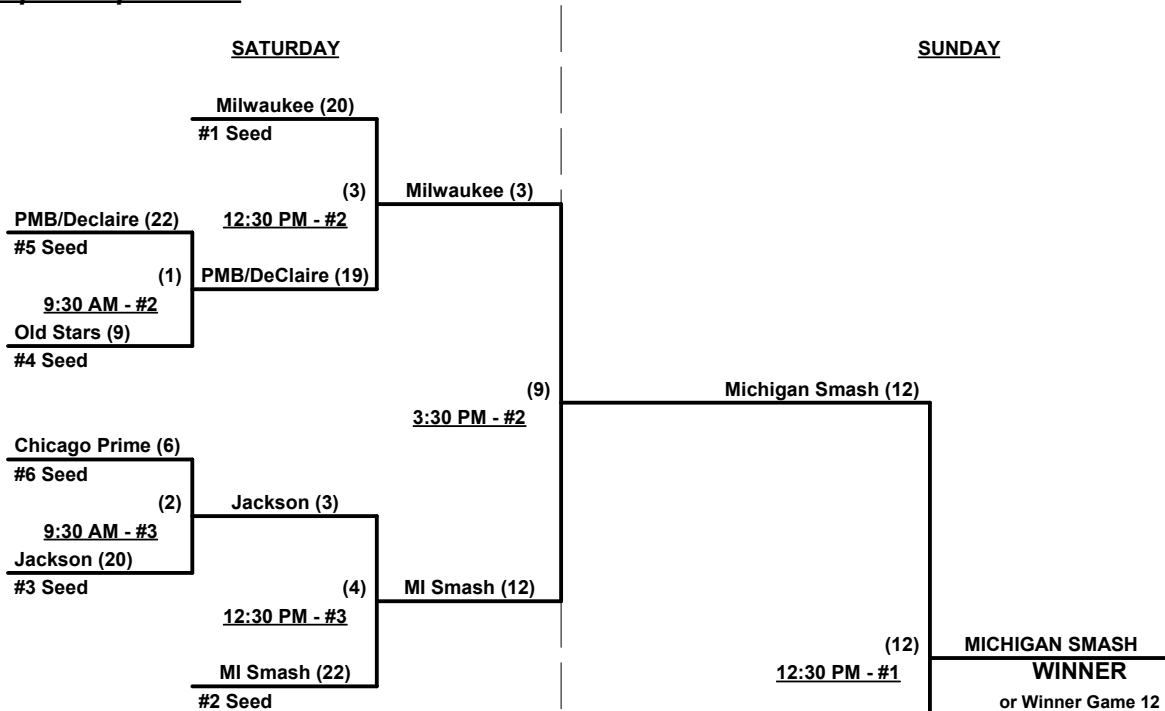 SATURDAY
SUNDAY
Milwaukee (20)
#1 Seed
(3)
Milwaukee (3)
12:30 PM - #2
PMB/Declaire (22)
#5 Seed
(1)
PMB/DeClaire (19)
9:30 AM - #2
Old Stars (9)
#4 Seed
(9)
Michigan Smash (12)
3:30 PM - #2
Chicago Prime (6)
#6 Seed
(2)
Jackson (3)
9:30 AM - #3
Jackson (20)
#3 Seed
(4)
MI Smash (12)
12:30 PM - #3
MI Smash (22)
#2 Seed
(12)
MICHIGAN SMASH
12:30 PM - #1
WINNER
or Winner Game 12